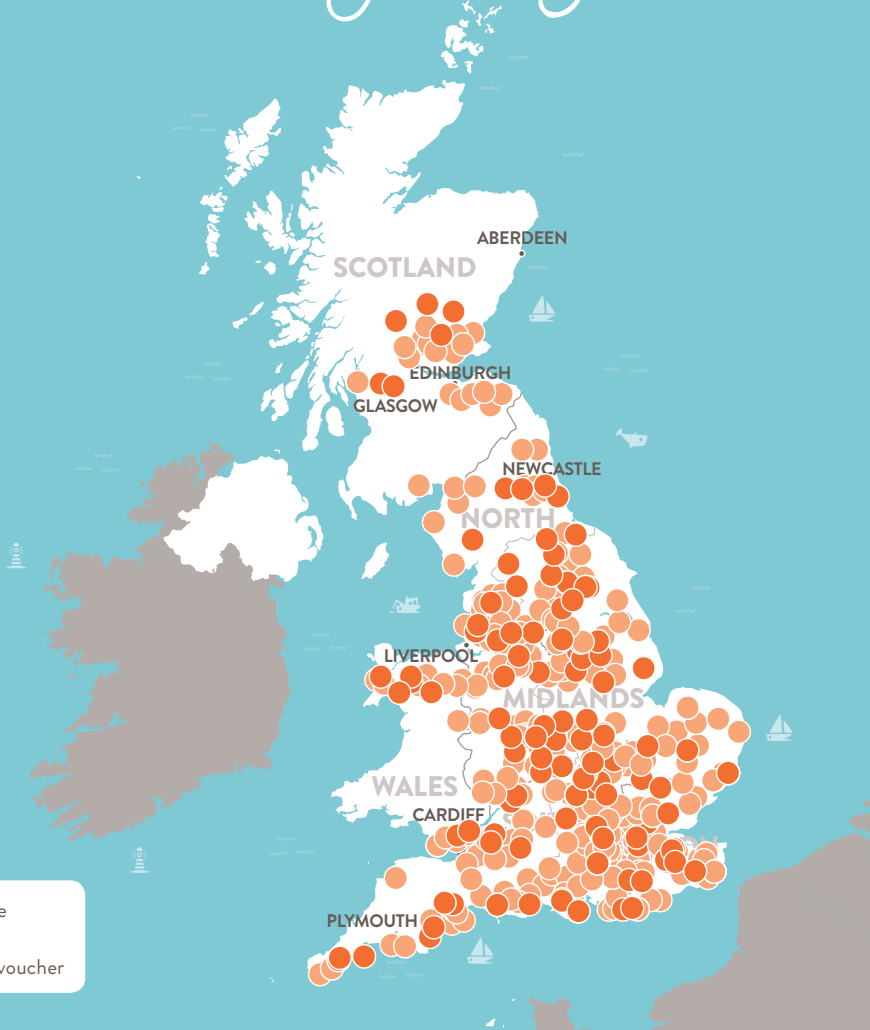 ABERDEEN
SCOTLAND
EDINBURGH
GLASGOW
NEWCASTLE
NORTH
LIVERPOOL
MIDLANDS
WALES
CARDIFF
PLYMOUTH
voucher